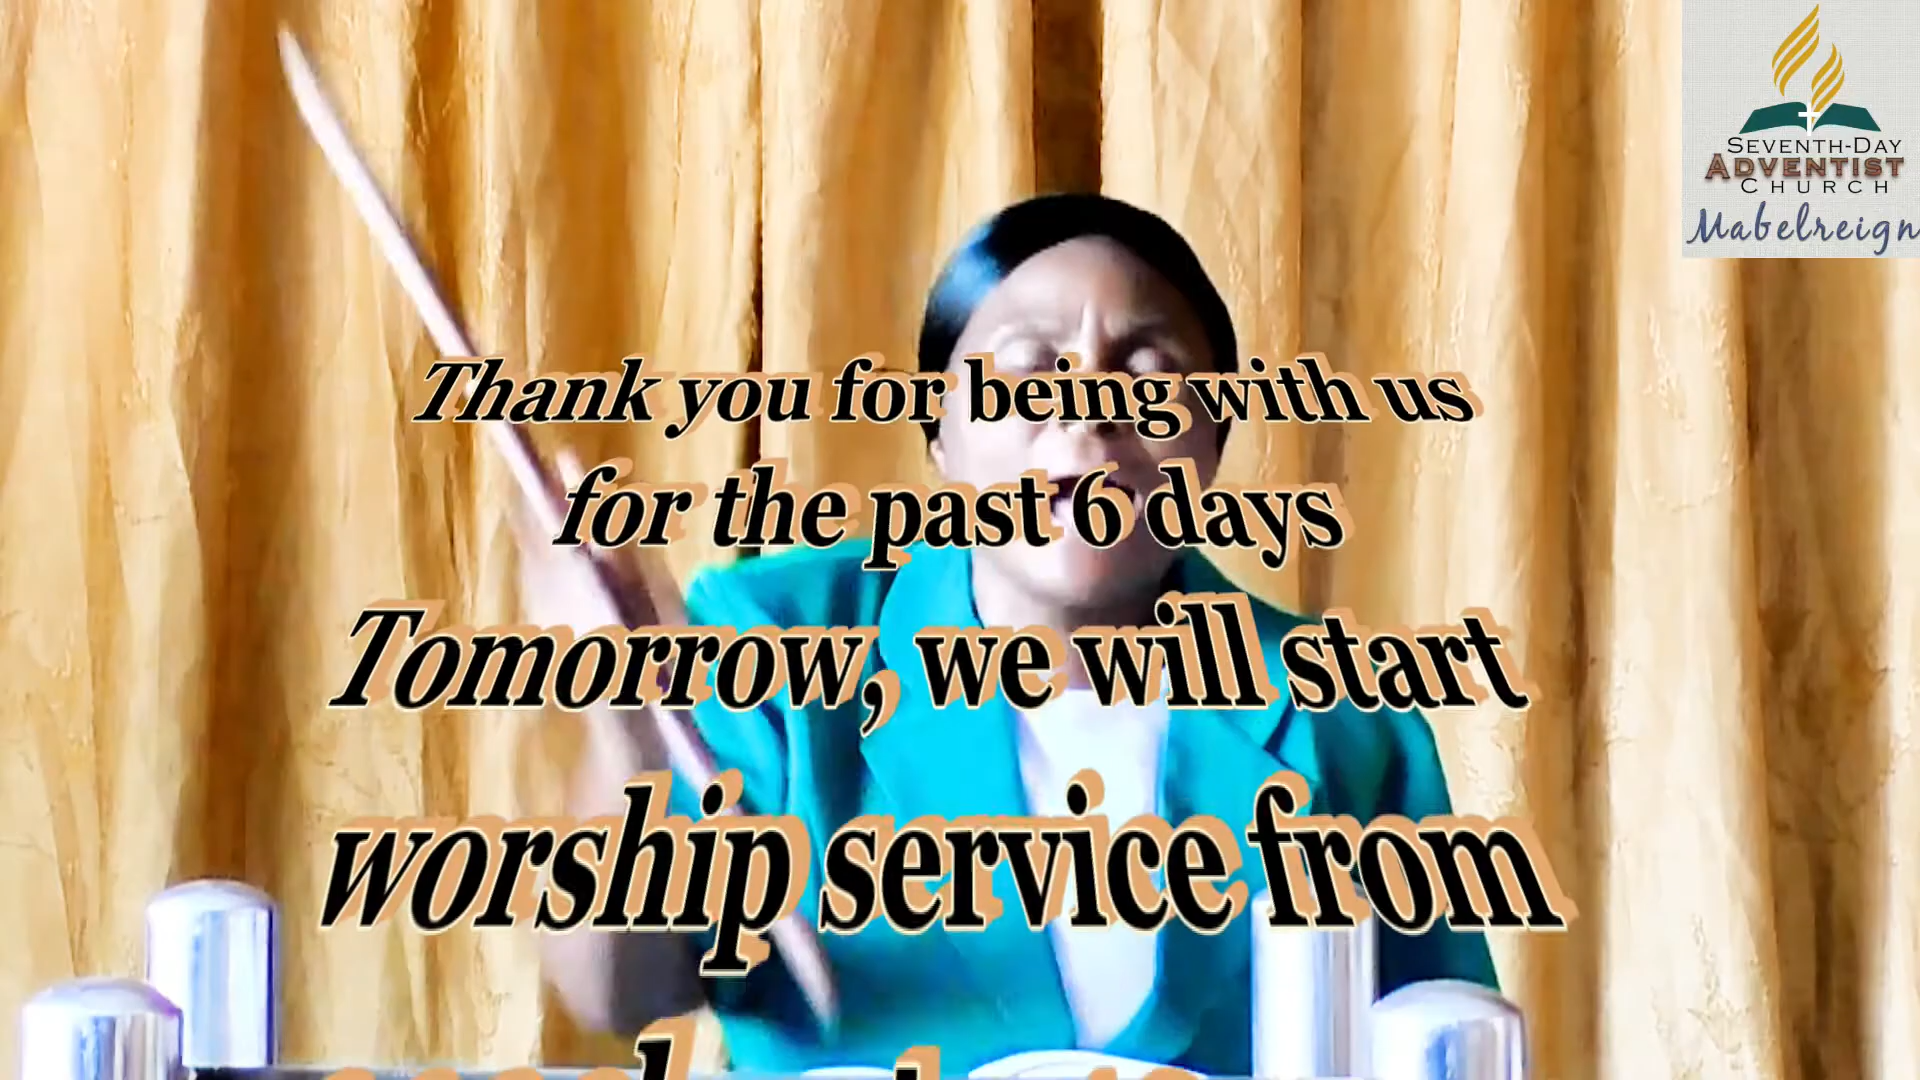 SEVENTH-DAY
ADVENTIST
CHURCH
Mabelreign
Thank you for being with us
for the past 6 days
Tomorrow, we will start
worship service from